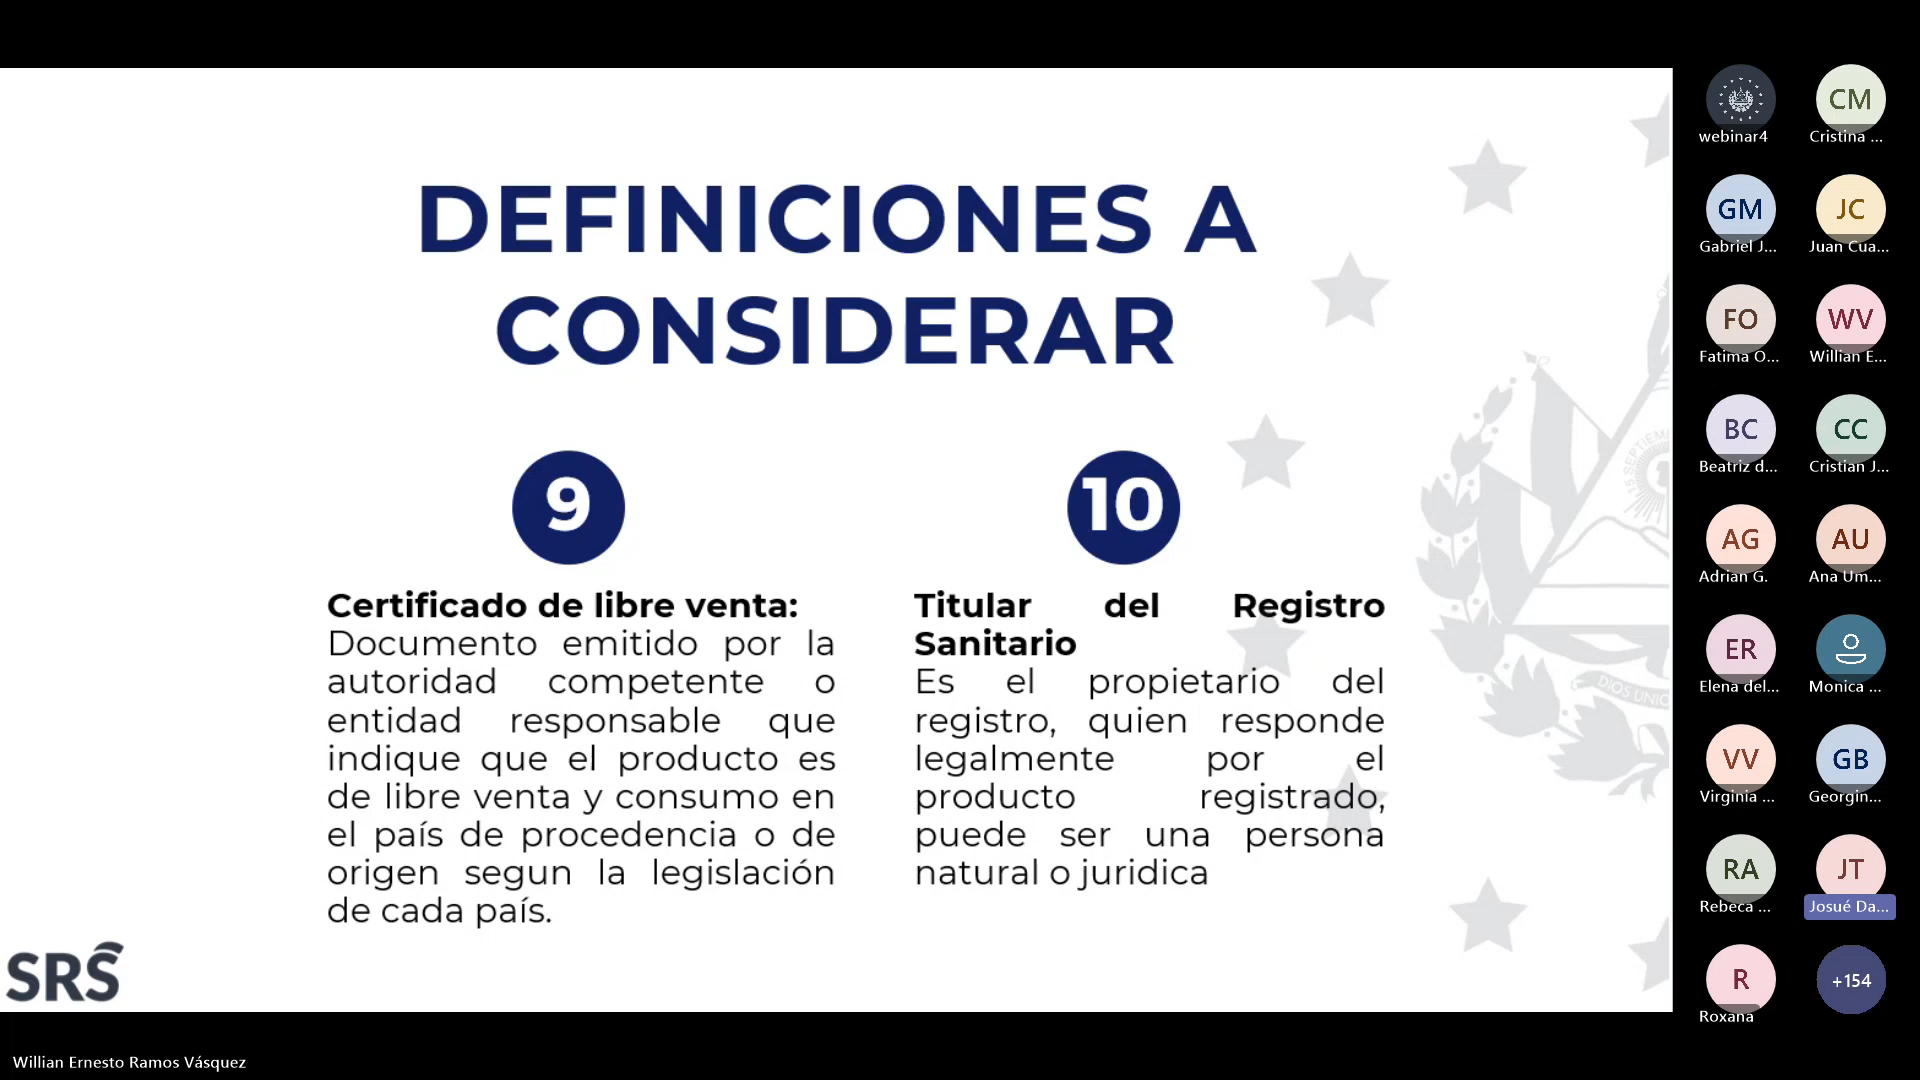 DEFINICIONES A
CONSIDERAR
9
Certificado de libre venta:
Documento emitido por la
autoridad competente o
entidad responsable que
indique que el producto es
de libre venta y consumo en
el país de procedencia o de
origen segun la legislación
de cada país.
10
Titular del Registro
Sanitario
Es el propietario del
registro, quien responde
legalmente por el
producto registrado,
puede ser una persona
natural o juridica
SRS
DIOS UNIC
15 SEPTIEM
Willian Ernesto Ramos Vásquez
webinar4
CM
Cristina ...
GM
Gabriel J...
JC
Juan Cua...
FO
Fatima O...
WV
Willian E...
BC
Beatriz d...
CC
Cristian J...
AG
Adrian G.
AU
Ana Um...
ER
Elena del...
Monica ...
VV
Virginia ...
GB
Georgin...
RA
Rebeca ...
JT
Josué Da...
R
Roxana
+154